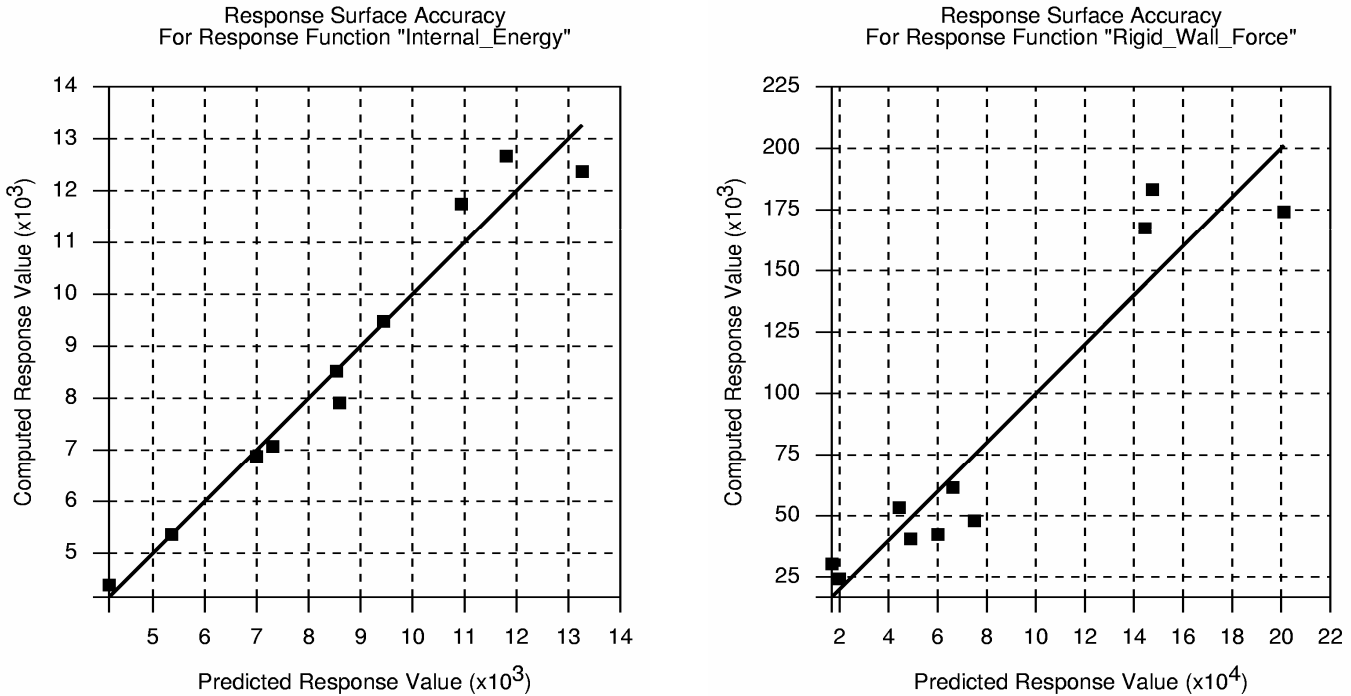 Response Surface Accuracy
For Response Function "Internal_Energy"
14
13
12
11
10
9
8
7
6
5
Computed Response Value (x10³)
5 6 7 8 9 10 11 12 13 14
Predicted Response Value (x10³)
Response Surface Accuracy
For Response Function "Rigid_Wall_Force"
225
200
175
150
125
100
75
50
25
Computed Response Value (x10³)
2 4 6 8 10 12 14 16 18 20 22
Predicted Response Value (x10⁴)